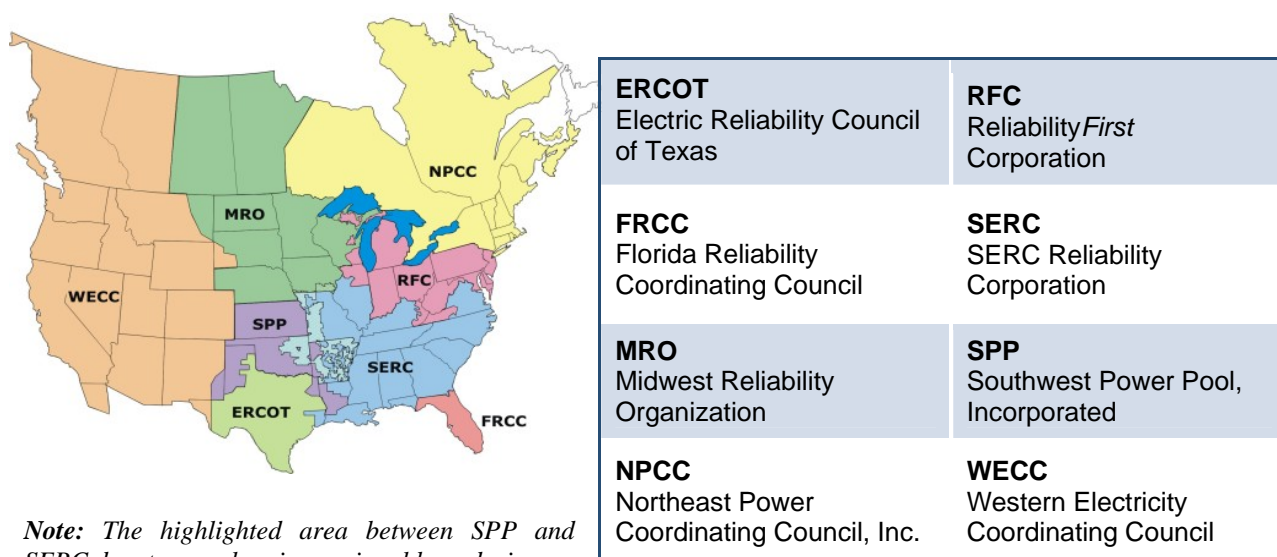 NPCC
MRO
WECC
RFC
SPP
SERC
ERCOT
FRCC
Note: The highlighted area between SPP and
ERCOT
Electric Reliability Council
of Texas
RFC
ReliabilityFirst
Corporation
FRCC
Florida Reliability
Coordinating Council
SERC
SERC Reliability
Corporation
MRO
Midwest Reliability
Organization
SPP
Southwest Power Pool,
Incorporated
NPCC
Northeast Power
Coordinating Council, Inc.
WECC
Western Electricity
Coordinating Council